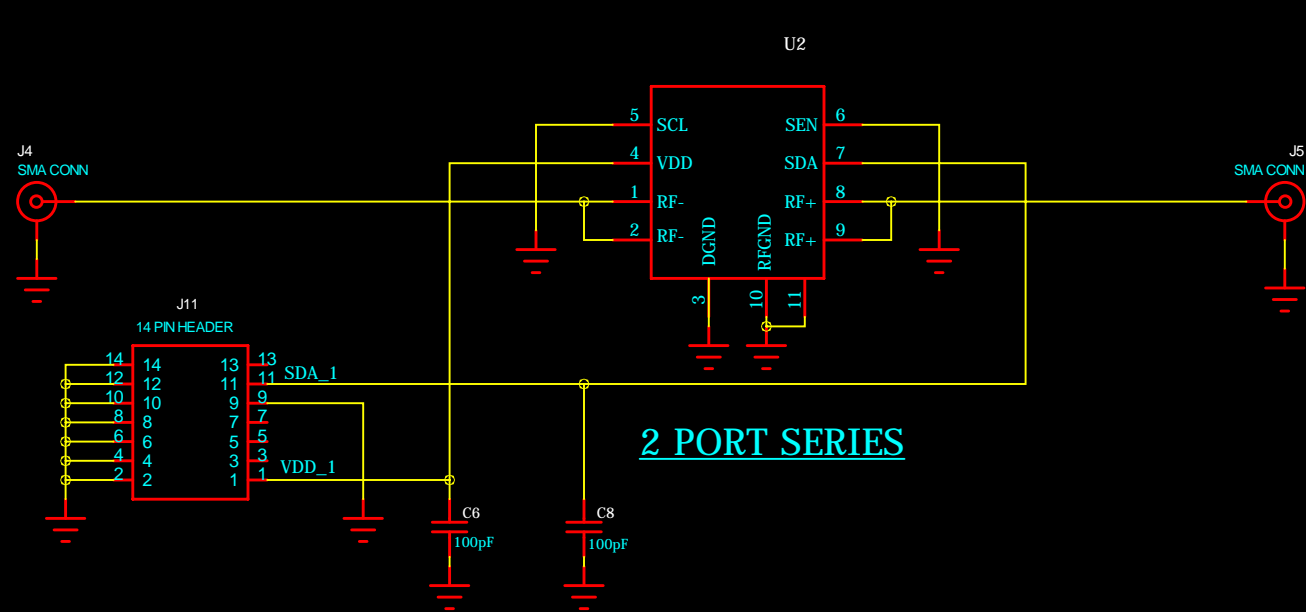 U2
5 SCL SEN 6
J4
SMA CONN
4 VDD SDA 7
J5
SMA CONN
1 RF- RF+ 8
2 RF- RF+ 9
DGND RFGND
3 10 11
J11
14 PIN HEADER
14 14 13 13
12 12 11 11 SDA_1
10 10 9 9
8 8 7 7
6 6 5 5
4 4 3 3
2 2 1 1 VDD_1
2 PORT SERIES
C6
100pF
C8
100pF